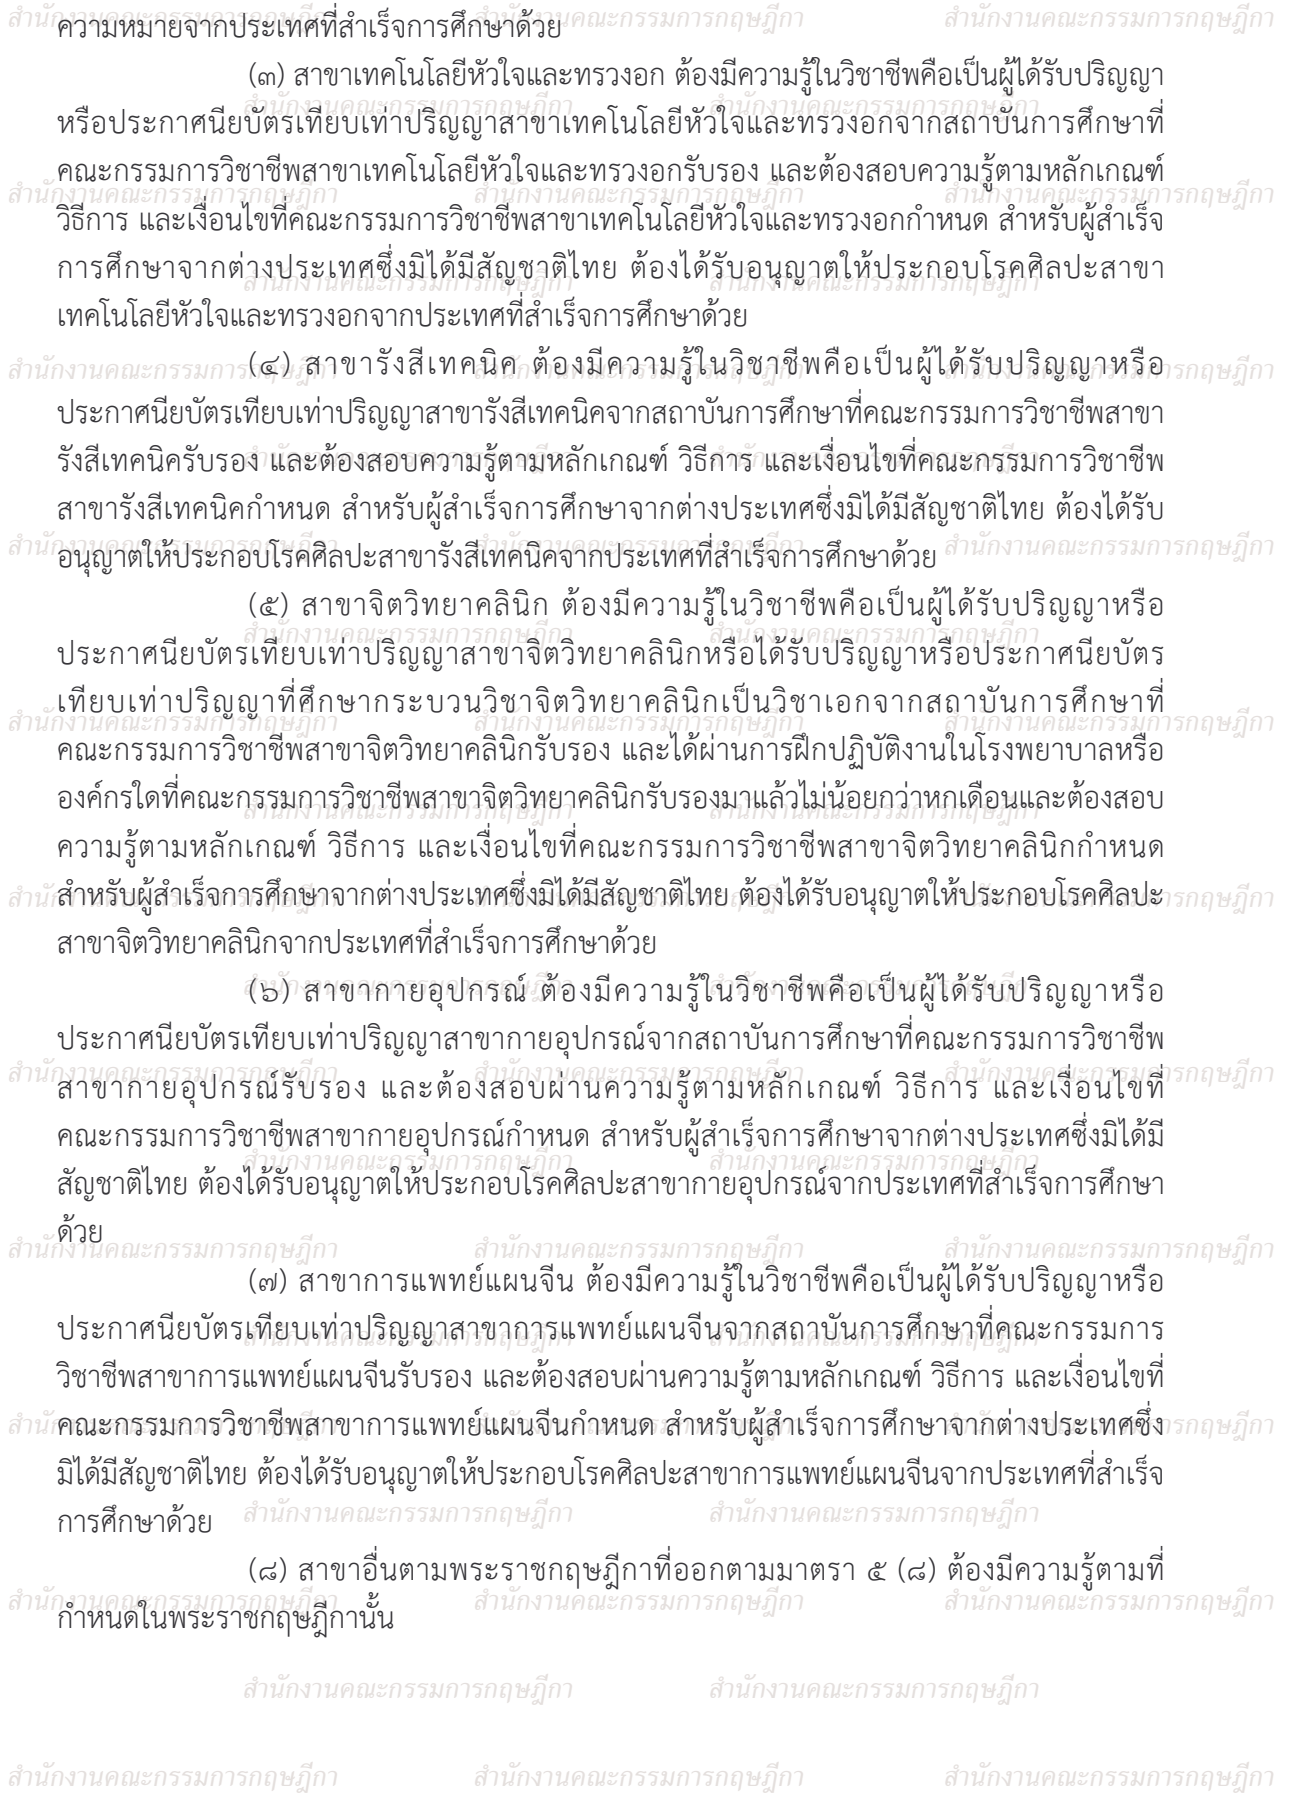 ความหมายจากประเทศที่สำเร็จการศึกษาด้วย
(๓) สาขาเทคโนโลยีหัวใจและทรวงอก ต้องมีความรู้ในวิชาชีพคือเป็นผู้ได้รับปริญญา
หรือประกาศนียบัตรเทียบเท่าปริญญาสาขาเทคโนโลยีหัวใจและทรวงอกจากสถาบันการศึกษาที่
คณะกรรมการวิชาชีพสาขาเทคโนโลยีหัวใจและทรวงอกรับรอง และต้องสอบความรู้ตามหลักเกณฑ์
วิธีการ และเงื่อนไขที่คณะกรรมการวิชาชีพสาขาเทคโนโลยีหัวใจและทรวงอกกำหนด สำหรับผู้สำเร็จ
การศึกษาจากต่างประเทศซึ่งมิได้มีสัญชาติไทย ต้องได้รับอนุญาตให้ประกอบโรคศิลปะสาขา
เทคโนโลยีหัวใจและทรวงอกจากประเทศที่สำเร็จการศึกษาด้วย
(๔) สาขารังสีเทคนิค ต้องมีความรู้ในวิชาชีพคือเป็นผู้ได้รับปริญญาหรือ
ประกาศนียบัตรเทียบเท่าปริญญาสาขารังสีเทคนิคจากสถาบันการศึกษาที่คณะกรรมการวิชาชีพสาขา
รังสีเทคนิครับรอง และต้องสอบความรู้ตามหลักเกณฑ์ วิธีการ และเงื่อนไขที่คณะกรรมการวิชาชีพ
สาขารังสีเทคนิคกำหนด สำหรับผู้สำเร็จการศึกษาจากต่างประเทศซึ่งมิได้มีสัญชาติไทย ต้องได้รับ
อนุญาตให้ประกอบโรคศิลปะสาขารังสีเทคนิคจากประเทศที่สำเร็จการศึกษาด้วย
(๕) สาขาจิตวิทยาคลินิก ต้องมีความรู้ในวิชาชีพคือเป็นผู้ได้รับปริญญาหรือ
ประกาศนียบัตรเทียบเท่าปริญญาสาขาจิตวิทยาคลินิกหรือได้รับปริญญาหรือประกาศนียบัตร
เทียบเท่าปริญญาที่ศึกษากระบวนวิชาจิตวิทยาคลินิกเป็นวิชาเอกจากสถาบันการศึกษาที่
คณะกรรมการวิชาชีพสาขาจิตวิทยาคลินิกรับรอง และได้ผ่านการฝึกปฏิบัติงานในโรงพยาบาลหรือ
องค์กรใดที่คณะกรรมการวิชาชีพสาขาจิตวิทยาคลินิกรับรองมาแล้วไม่น้อยกว่าหกเดือนและต้องสอบ
ความรู้ตามหลักเกณฑ์ วิธีการ และเงื่อนไขที่คณะกรรมการวิชาชีพสาขาจิตวิทยาคลินิกกำหนด
สำหรับผู้สำเร็จการศึกษาจากต่างประเทศซึ่งมิได้มีสัญชาติไทย ต้องได้รับอนุญาตให้ประกอบโรคศิลปะ
สาขาจิตวิทยาคลินิกจากประเทศที่สำเร็จการศึกษาด้วย
(๖) สาขากายอุปกรณ์ ต้องมีความรู้ในวิชาชีพคือเป็นผู้ได้รับปริญญาหรือ
ประกาศนียบัตรเทียบเท่าปริญญาสาขากายอุปกรณ์จากสถาบันการศึกษาที่คณะกรรมการวิชาชีพ
สาขากายอุปกรณ์รับรอง และต้องสอบผ่านความรู้ตามหลักเกณฑ์ วิธีการ และเงื่อนไขที่
คณะกรรมการวิชาชีพสาขากายอุปกรณ์กำหนด สำหรับผู้สำเร็จการศึกษาจากต่างประเทศซึ่งมิได้มี
สัญชาติไทย ต้องได้รับอนุญาตให้ประกอบโรคศิลปะสาขากายอุปกรณ์จากประเทศที่สำเร็จการศึกษา
ด้วย
(๗) สาขาการแพทย์แผนจีน ต้องมีความรู้ในวิชาชีพคือเป็นผู้ได้รับปริญญาหรือ
ประกาศนียบัตรเทียบเท่าปริญญาสาขาการแพทย์แผนจีนจากสถาบันการศึกษาที่คณะกรรมการ
วิชาชีพสาขาการแพทย์แผนจีนรับรอง และต้องสอบผ่านความรู้ตามหลักเกณฑ์ วิธีการ และเงื่อนไขที่
คณะกรรมการวิชาชีพสาขาการแพทย์แผนจีนกำหนด สำหรับผู้สำเร็จการศึกษาจากต่างประเทศซึ่ง
มิได้มีสัญชาติไทย ต้องได้รับอนุญาตให้ประกอบโรคศิลปะสาขาการแพทย์แผนจีนจากประเทศที่สำเร็จ
การศึกษาด้วย
(๘) สาขาอื่นตามพระราชกฤษฎีกาที่ออกตามมาตรา ๕ (๘) ต้องมีความรู้ตามที่
กำหนดในพระราชกฤษฎีกานั้น